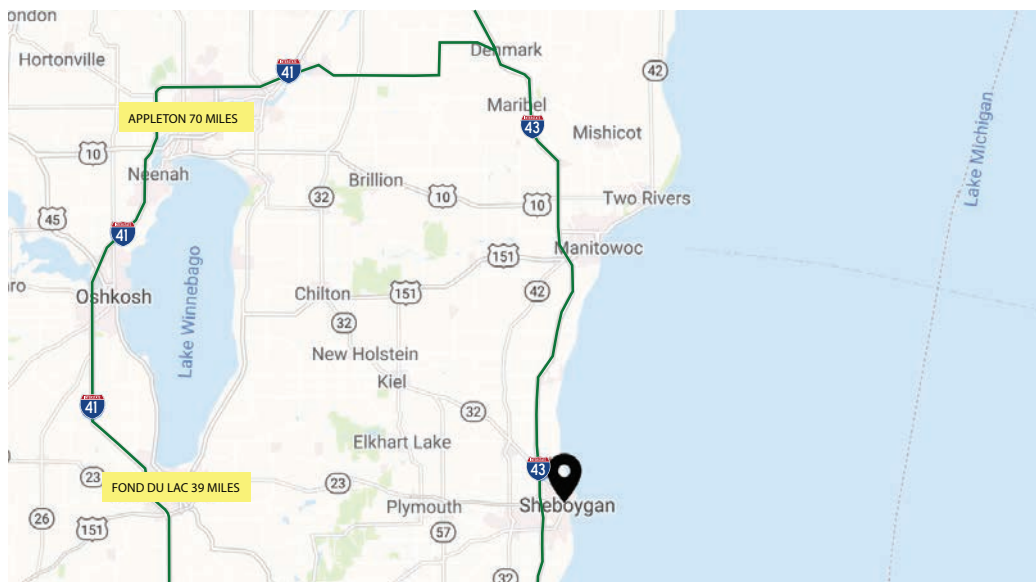 ondon
Hortonville
41
Denmark
42
Maribel
43
Mishicot
APPLETON 70 MILES
10
Neenah
Brillion
32
10
10
Two Rivers
Lake Michigan
45
41
Manitowoc
151
Lake Winnebago
Oshkosh
Chilton
151
42
ro
32
New Holstein
Kiel
41
32
Elkhart Lake
43
23
FOND DU LAC 39 MILES
23
Plymouth
Sheboygan
26
151
57
32